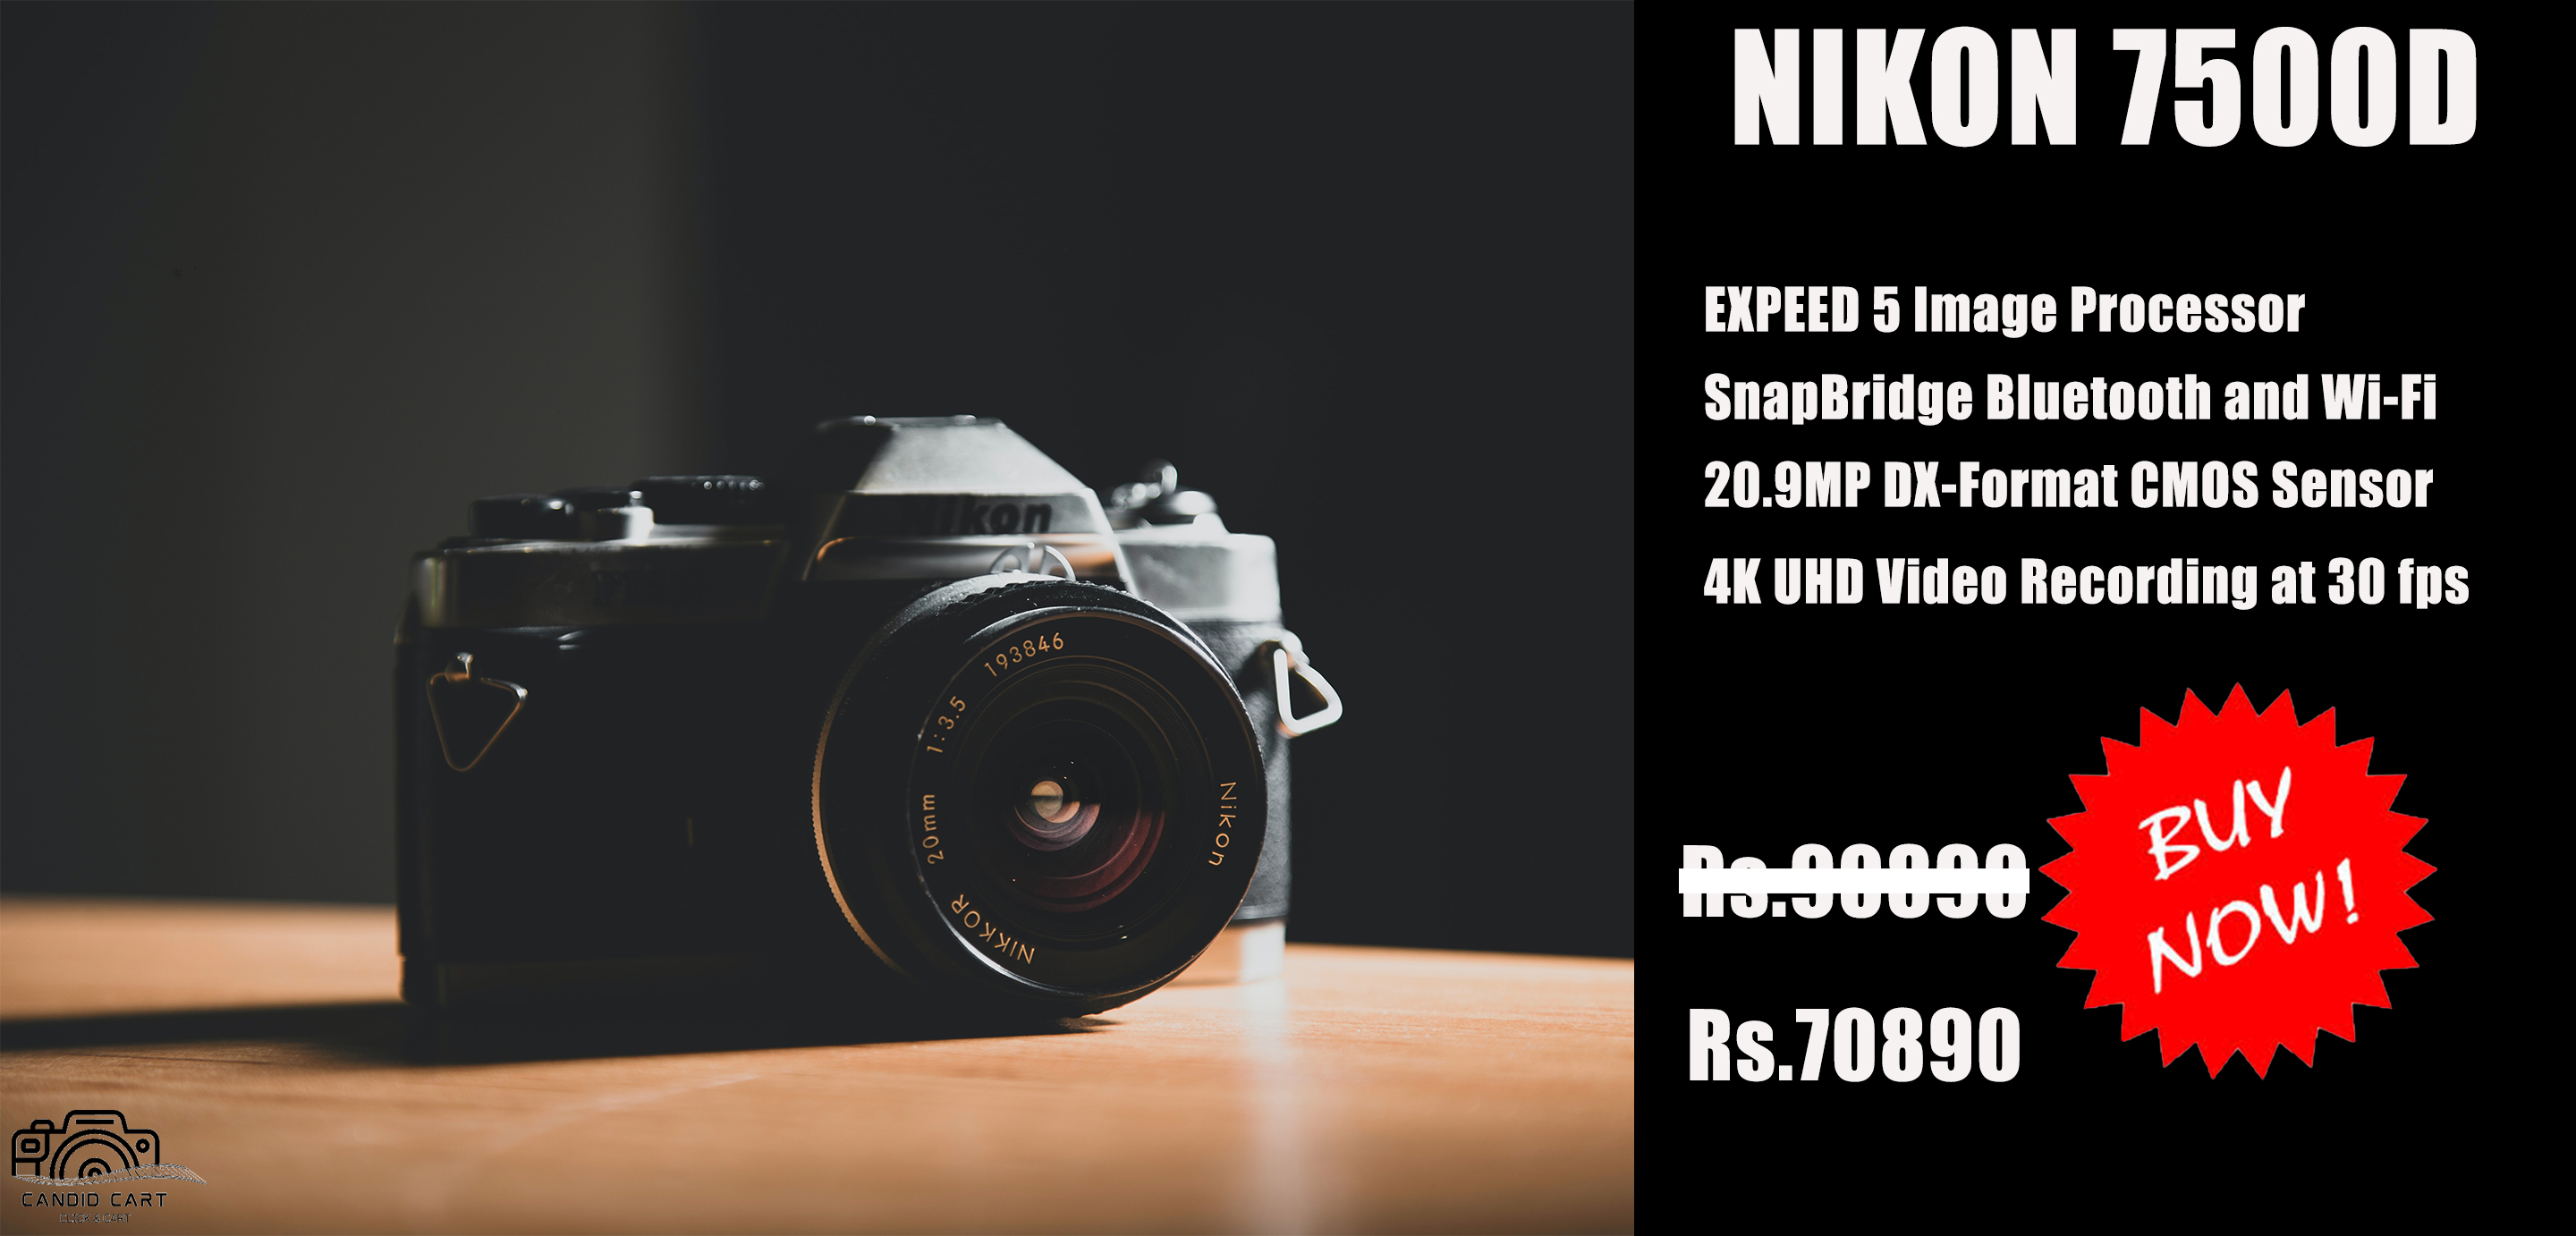 NIKON 7500D
EXPEED 5 Image Processor
SnapBridge Bluetooth and Wi-Fi
20.9MP DX-Format CMOS Sensor
4K UHD Video Recording at 30 fps
Rs.90890
BUY
NOW!
Rs.70890
Nikon
193846
1:3.5
20mm
NIKKOR
Nikon
CANDID CART
CLICK & CART